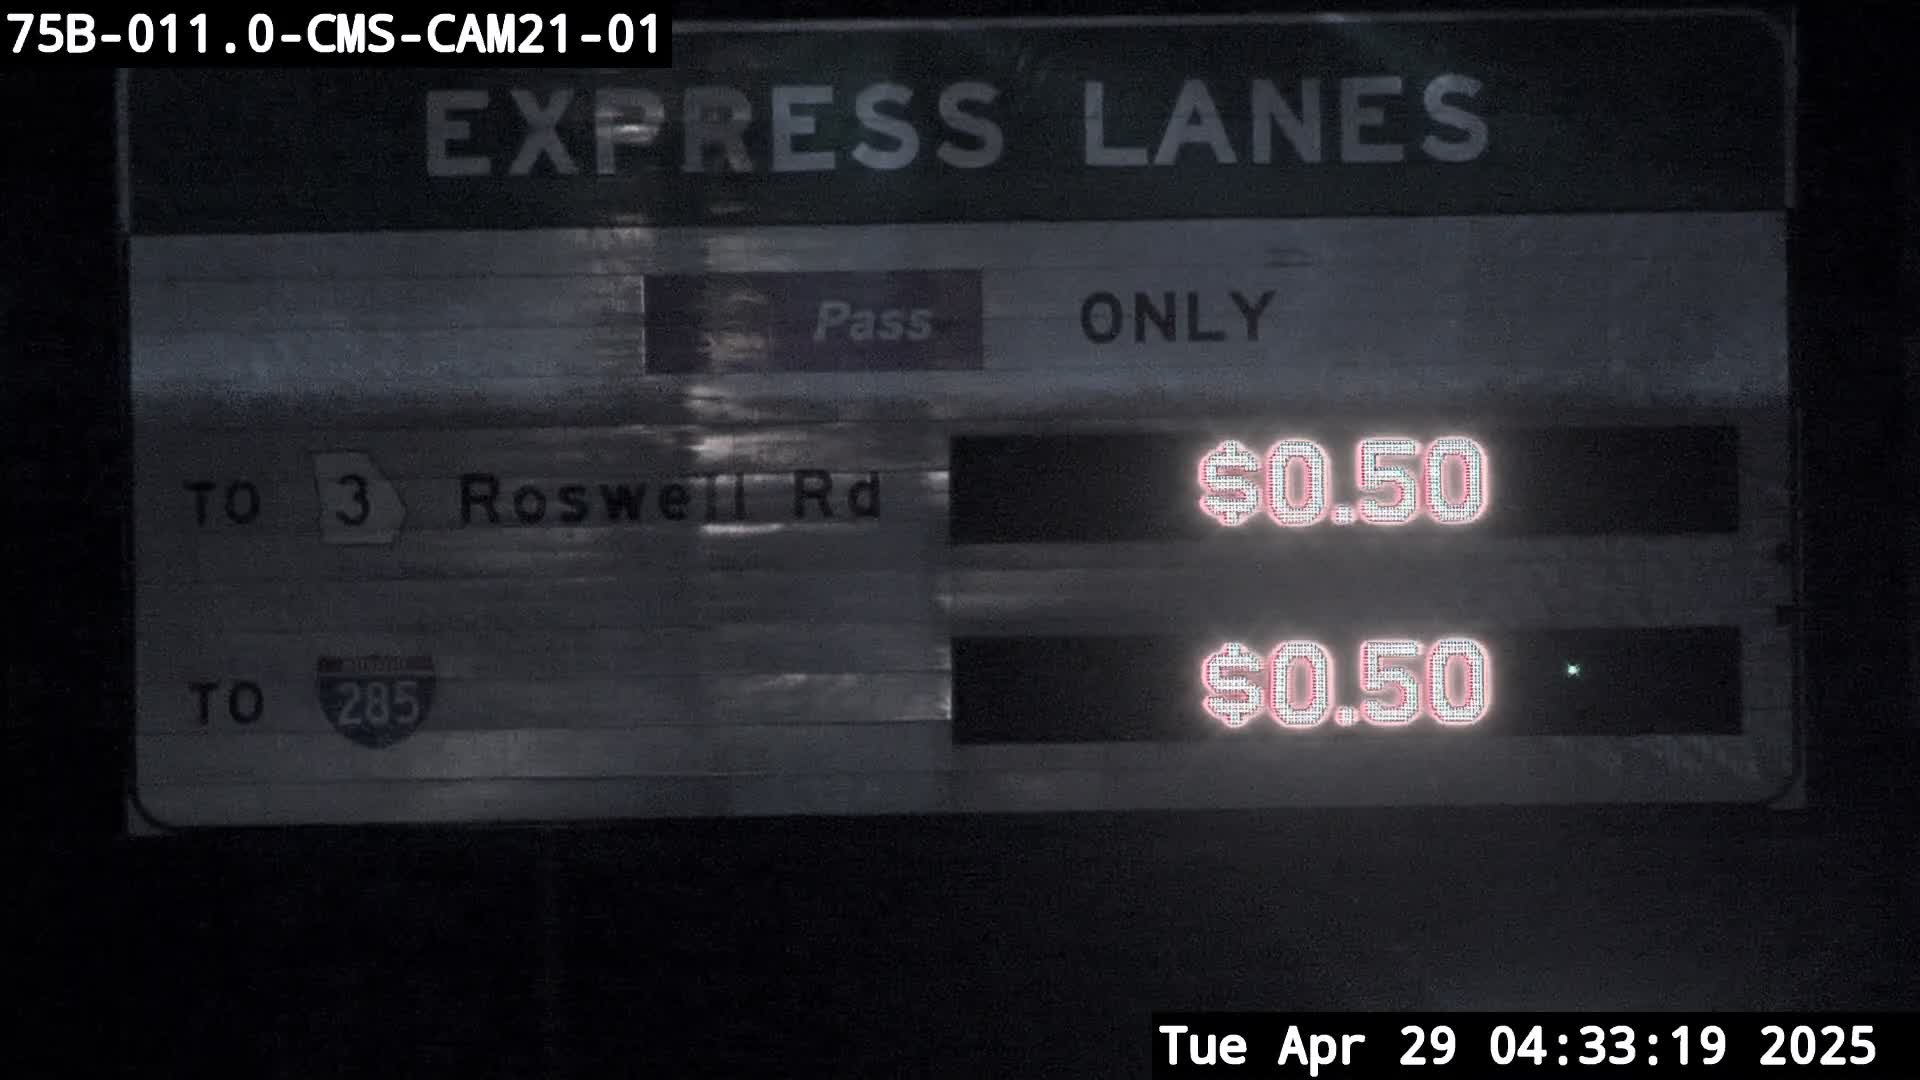 75B-011.0-CMS-CAM21-01
EXPRESS LANES
Pass ONLY
TO 3 Roswell Rd $0.50
TO 285 $0.50
Tue Apr 29 04:33:19 2025